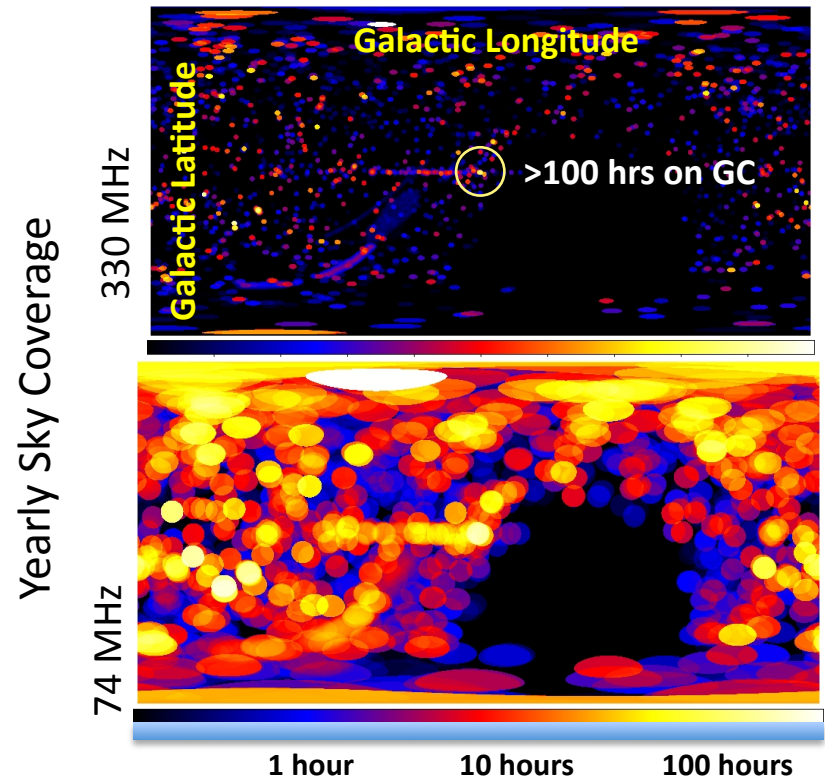 Galactic Longitude
Galactic Latitude
330 MHz
>100 hrs on GC
Yearly Sky Coverage
74 MHz
1 hour
10 hours
100 hours